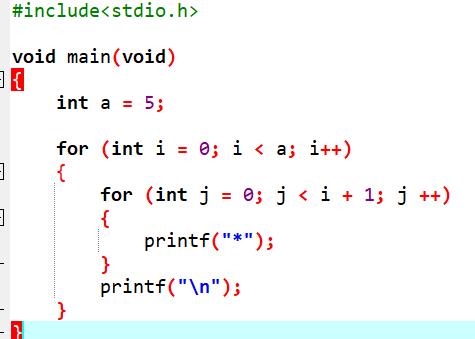 #include<stdio.h>
void main(void)
{
int a = 5;
for (int i = 0; i < a; i++)
{
for (int j = 0; j < i + 1; j ++)
{
printf("*");
}
printf("\n");
}
}